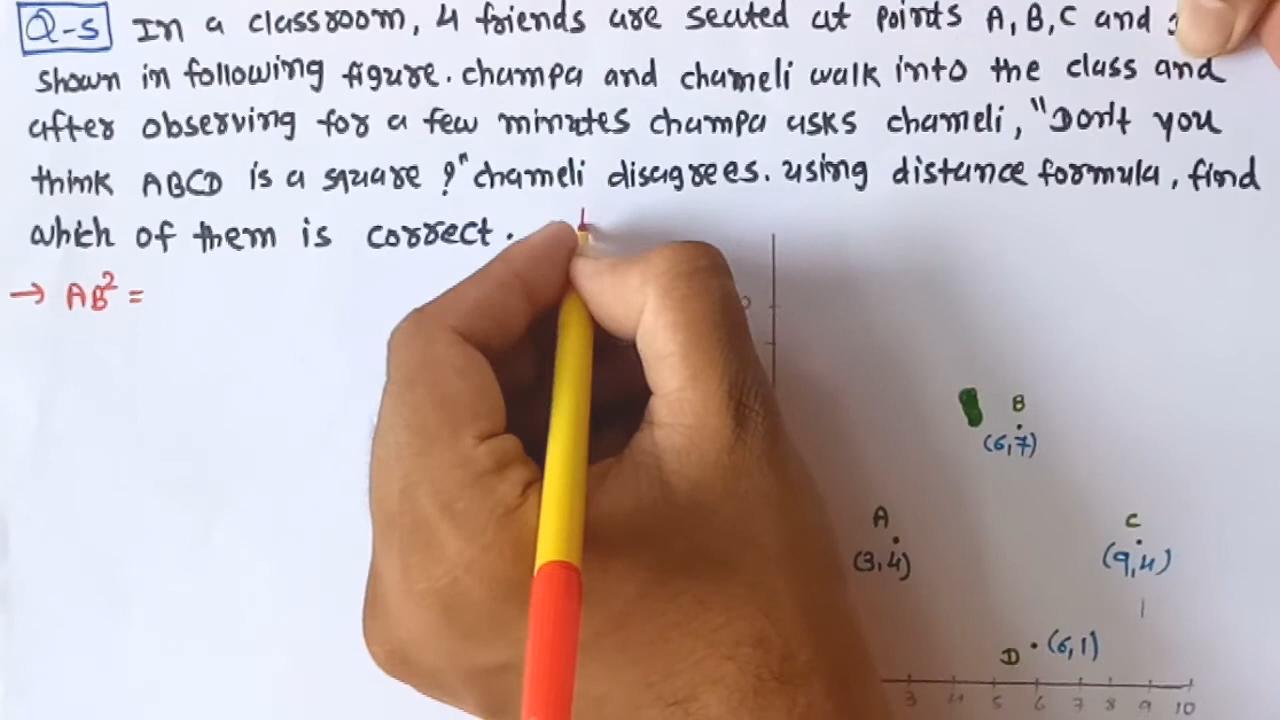 Q-5 In a classroom, 4 friends are seated at points A, B, C and
shown in following figure. champa and chameli walk into the class and
after observing for a few minutes champa asks chameli, "Don't you
think ABCD is a square ?" chameli disagrees. using distance formula, find
which of them is correct.
→ AB² =
B
(6,7)
A
C
(3,4)
(9,4)
D
(6,1)
3 4 5 6 7 8 9 10